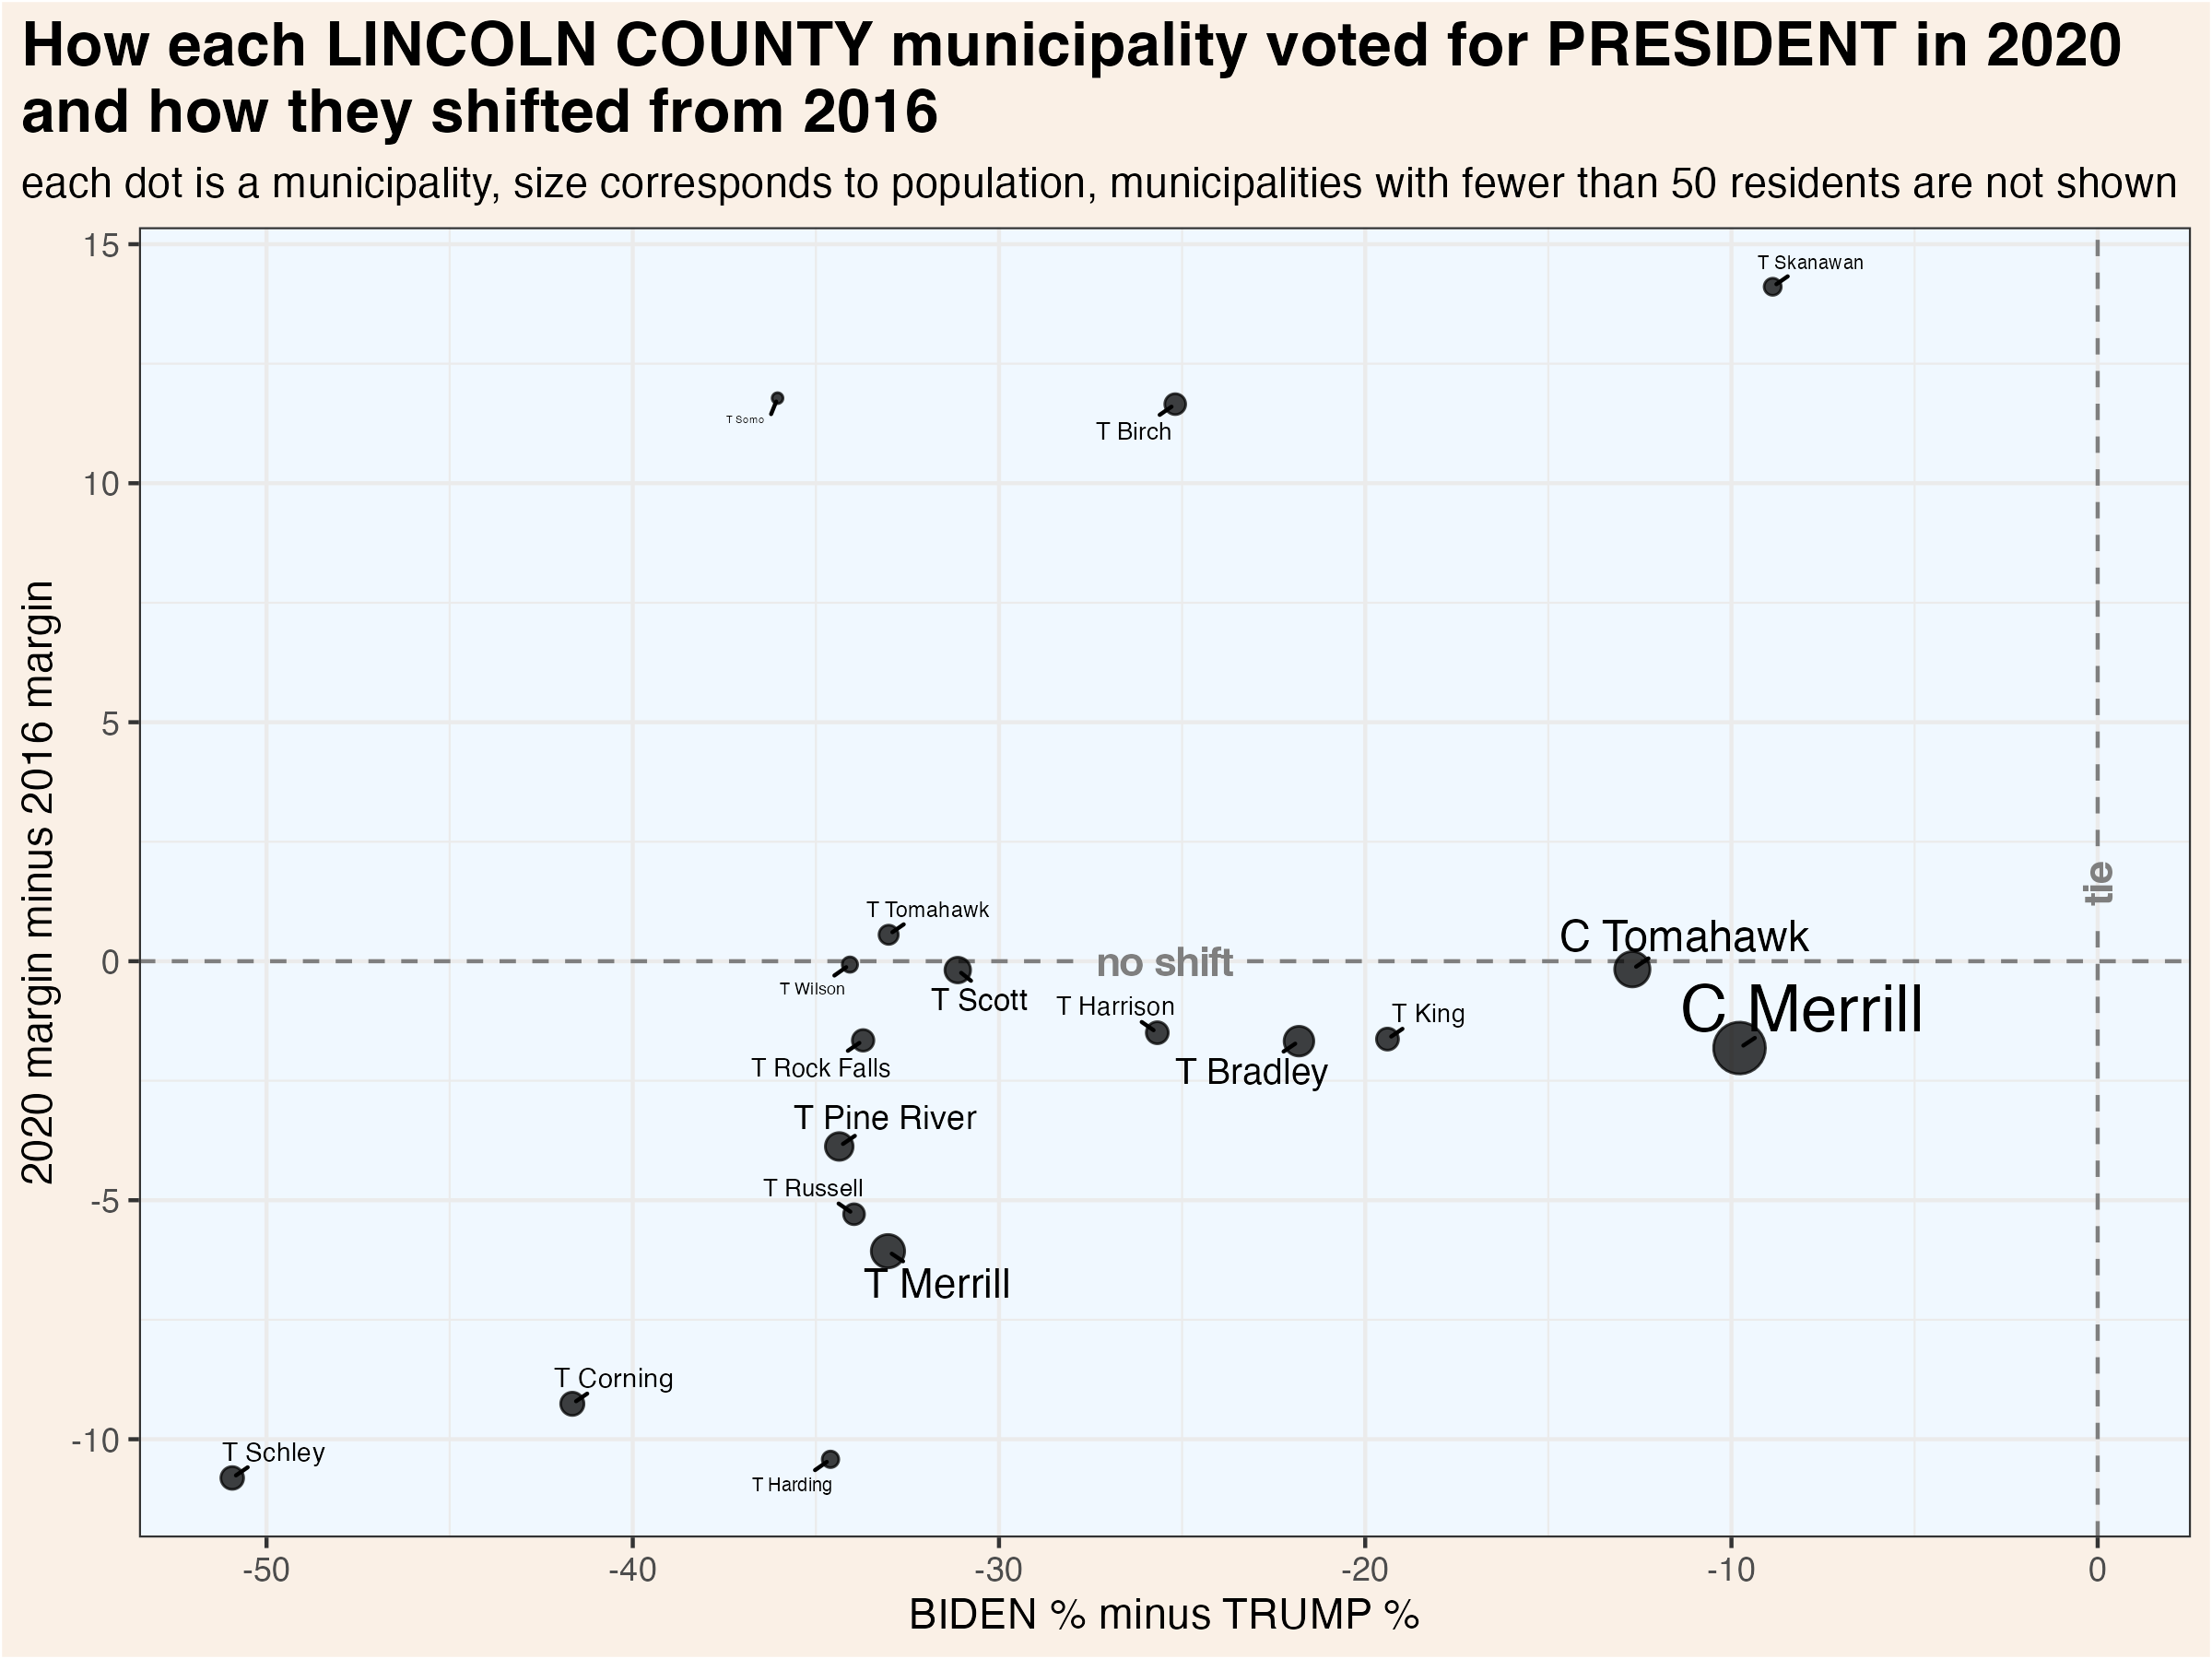 How each LINCOLN COUNTY municipality voted for PRESIDENT in 2020
and how they shifted from 2016
each dot is a municipality, size corresponds to population, municipalities with fewer than 50 residents are not shown
15
T Skanawan
T Somo
T Birch
10
5
2020 margin minus 2016 margin
tie
T Tomahawk
C Tomahawk
0
no shift
T Wilson
T Scott
T Harrison
T King
C Merrill
T Rock Falls
T Bradley
T Pine River
T Russell
-5
T Merrill
T Corning
-10
T Schley
T Harding
-50
-40
-30
-20
-10
0
BIDEN % minus TRUMP %